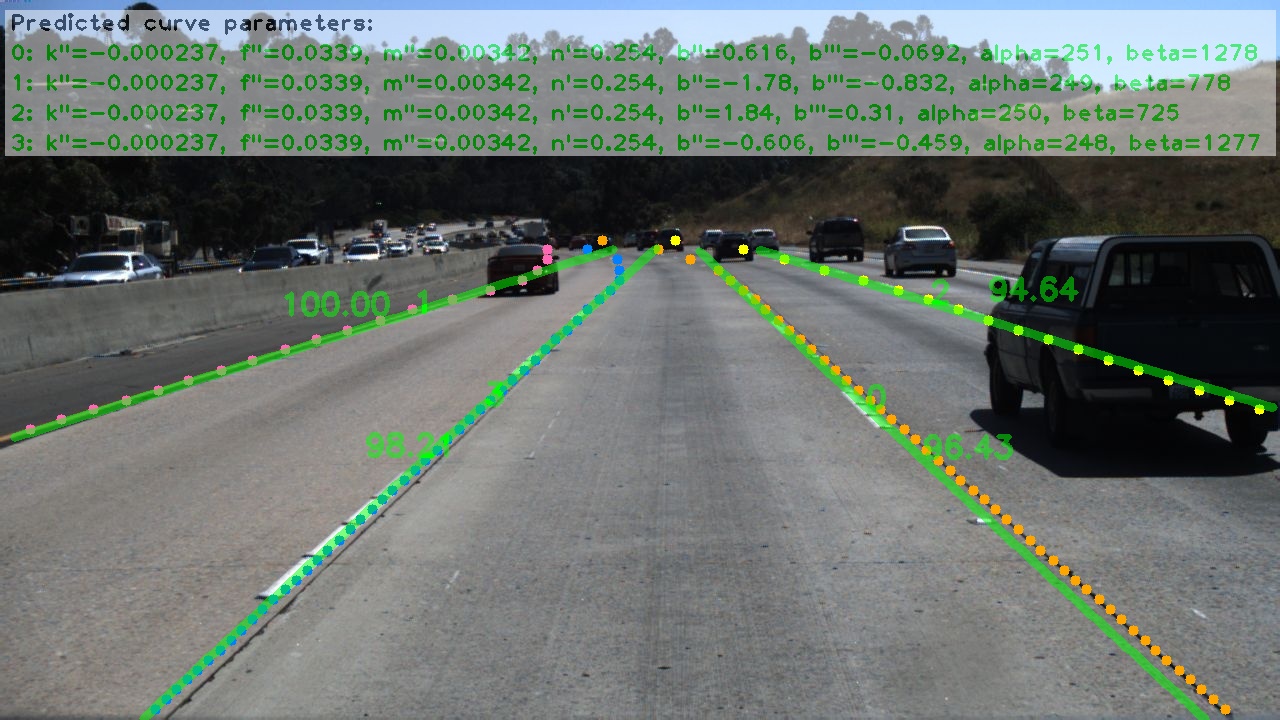 Predicted curve parameters:
0: k''=-0.000237, f''=0.0339, m''=0.00342, n'=0.254, b''=0.616, b'''=-0.0692, alpha=251, beta=1278
1: k''=-0.000237, f''=0.0339, m''=0.00342, n'=0.254, b''=-1.78, b'''=-0.832, alpha=249, beta=778
2: k''=-0.000237, f''=0.0339, m''=0.00342, n'=0.254, b''=1.84, b'''=0.31, alpha=250, beta=725
3: k''=-0.000237, f''=0.0339, m''=0.00342, n'=0.254, b''=-0.606, b'''=-0.459, alpha=248, beta=1277
100.00 1
2 94.64
3
0
96.43